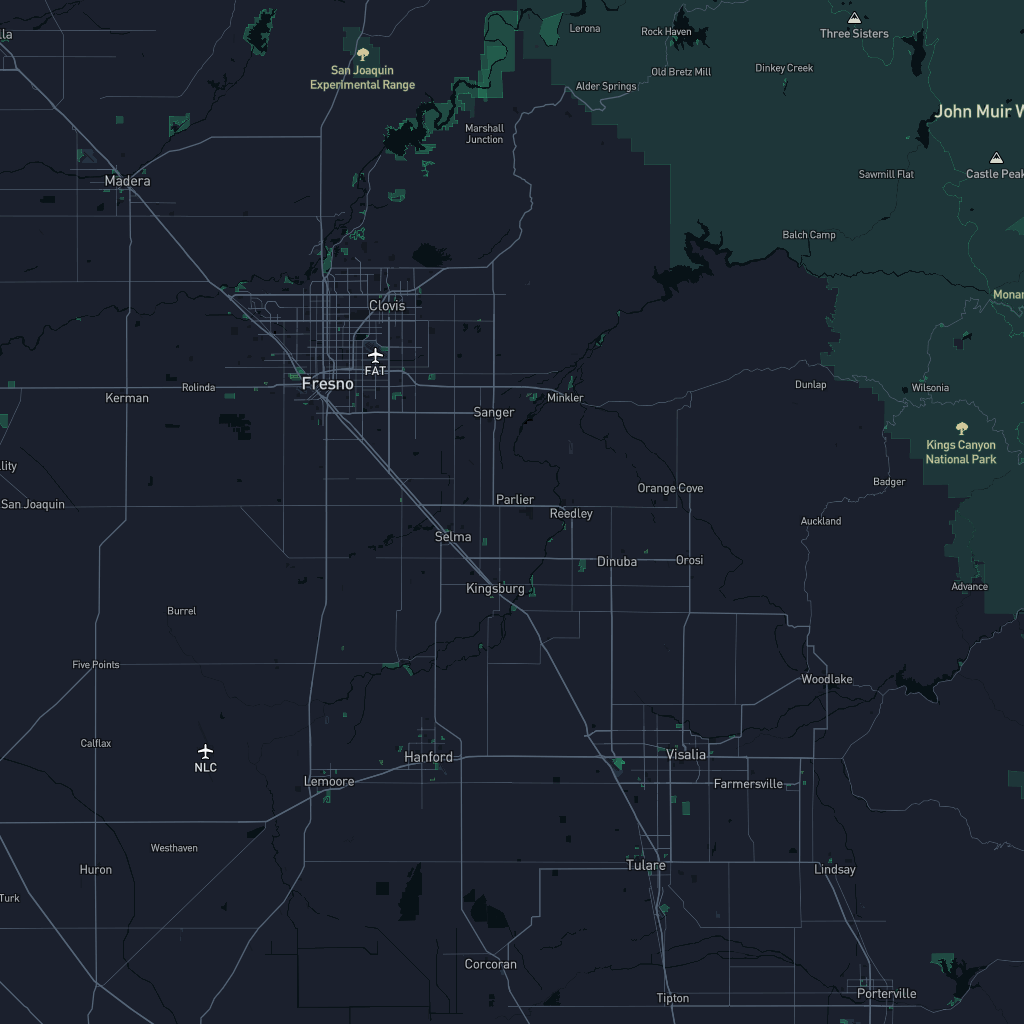 Lerona
Rock Haven
Three Sisters
lla
San Joaquin
Experimental Range
Old Bretz Mill
Dinkey Creek
Alder Springs
John Muir W
Marshall
Junction
Sawmill Flat
Castle Peak
Madera
Balch Camp
Monar
Clovis
FAT
Fresno
Rolinda
Kerman
Minkler
Dunlap
Wilsonia
Sanger
Kings Canyon
National Park
llity
San Joaquin
Parlier
Orange Cove
Badger
Reedley
Auckland
Selma
Dinuba
Orosi
Kingsburg
Advance
Burrel
Five Points
Woodlake
Calflax
NLC
Hanford
Visalia
Lemoore
Farmersville
Westhaven
Huron
Tulare
Lindsay
Turk
Corcoran
Tipton
Porterville